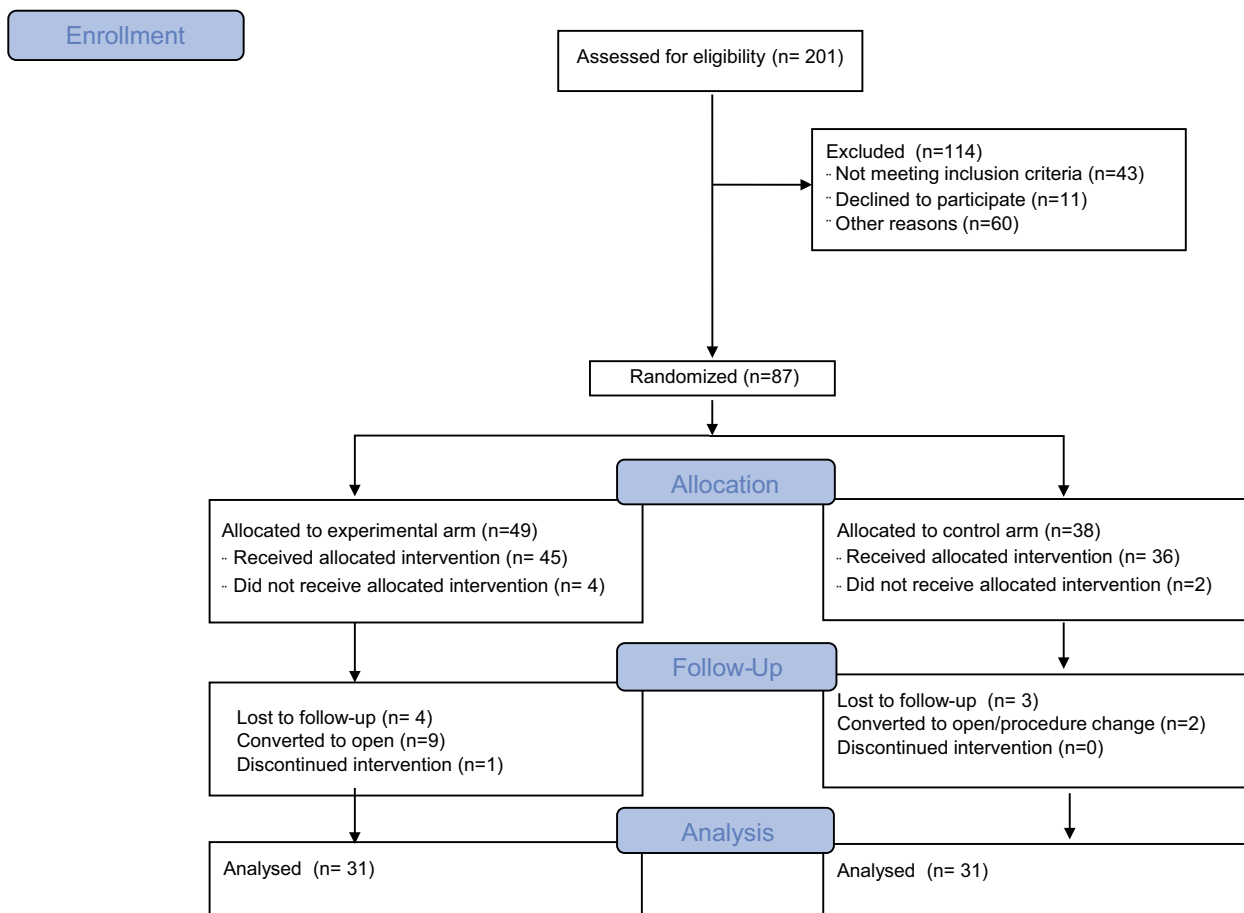 Enrollment
Assessed for eligibility (n= 201)
Excluded (n=114)
¨ Not meeting inclusion criteria (n=43)
¨ Declined to participate (n=11)
¨ Other reasons (n=60)
Randomized (n=87)
Allocation
Allocated to experimental arm (n=49)
¨ Received allocated intervention (n= 45)
¨ Did not receive allocated intervention (n= 4)
Allocated to control arm (n=38)
¨ Received allocated intervention (n= 36)
¨ Did not receive allocated intervention (n=2)
Follow-Up
Lost to follow-up (n= 4)
Converted to open (n=9)
Discontinued intervention (n=1)
Lost to follow-up (n= 3)
Converted to open/procedure change (n=2)
Discontinued intervention (n=0)
Analysis
Analysed (n= 31)
Analysed (n= 31)